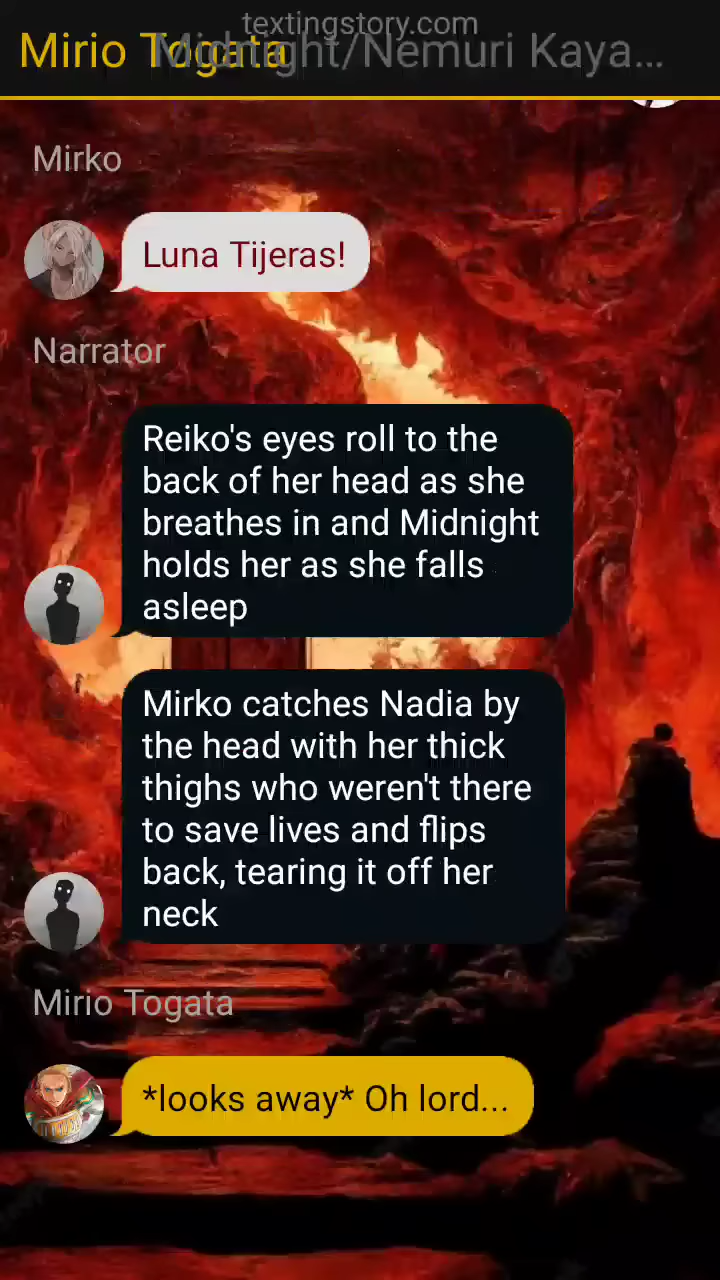 textingstory.com
Mirio Togata
Midnight/Nemuri Kaya...
Mirko
Luna Tijeras!
Narrator
Reiko's eyes roll to the
back of her head as she
breathes in and Midnight
holds her as she falls
asleep
Mirko catches Nadia by
the head with her thick
thighs who weren't there
to save lives and flips
back, tearing it off her
neck
Mirio Togata
*looks away* Oh lord...